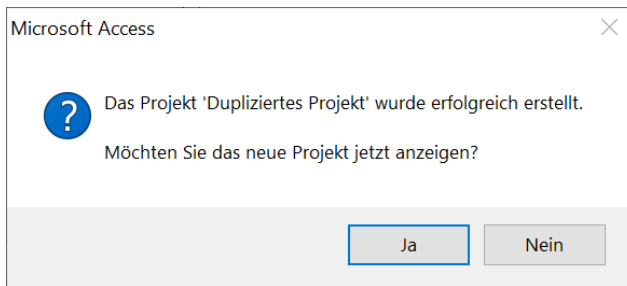 Microsoft Access
Das Projekt 'Dupliziertes Projekt' wurde erfolgreich erstellt.
Möchten Sie das neue Projekt jetzt anzeigen?
Ja
Nein